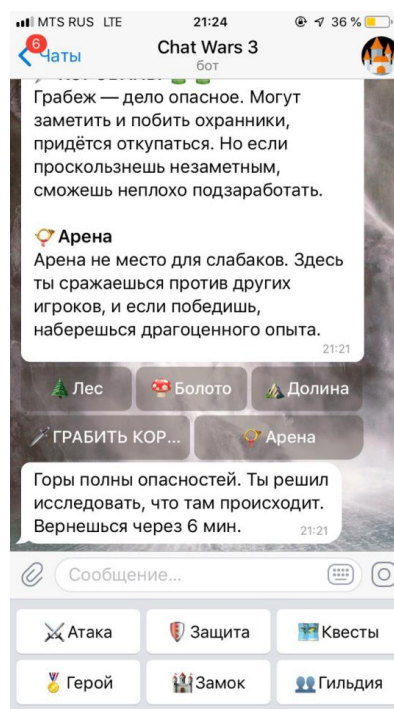 MTS RUS LTE 21:24 36 %
6
Чаты
Chat Wars 3
бот
Грабеж — дело опасное. Могут
заметить и побить охранники,
придётся откупаться. Но если
проскользнешь незаметным,
сможешь неплохо подзаработать.
Арена
Арена не место для слабаков. Здесь
ты сражаешься против других
игроков, и если победишь,
наберешься драгоценного опыта.
21:21
Лес Болото Долина
ГРАБИТЬ КОР... Арена
Горы полны опасностей. Ты решил
исследовать, что там происходит.
Вернешься через 6 мин.
21:21
Сообщение...
Атака Защита Квесты
Герой Замок Гильдия